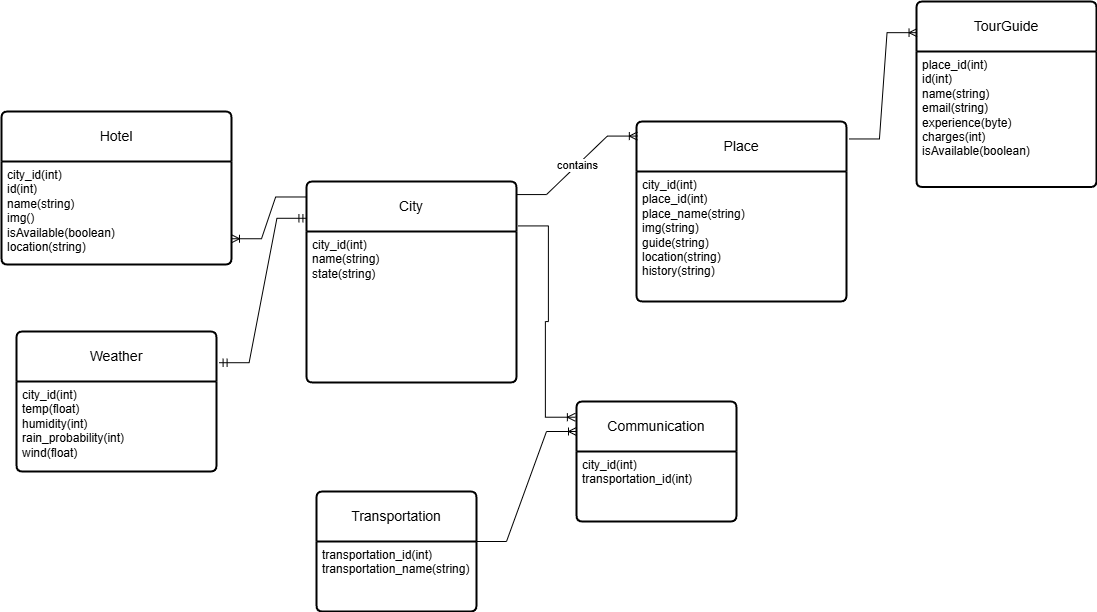 TourGuide
place_id(int)
id(int)
name(string)
email(string)
experience(byte)
charges(int)
isAvailable(boolean)
Hotel
city_id(int)
id(int)
name(string)
img()
isAvailable(boolean)
location(string)
Place
city_id(int)
place_id(int)
place_name(string)
img(string)
guide(string)
location(string)
history(string)
contains
City
city_id(int)
name(string)
state(string)
Weather
city_id(int)
temp(float)
humidity(int)
rain_probability(int)
wind(float)
Communication
city_id(int)
transportation_id(int)
Transportation
transportation_id(int)
transportation_name(string)